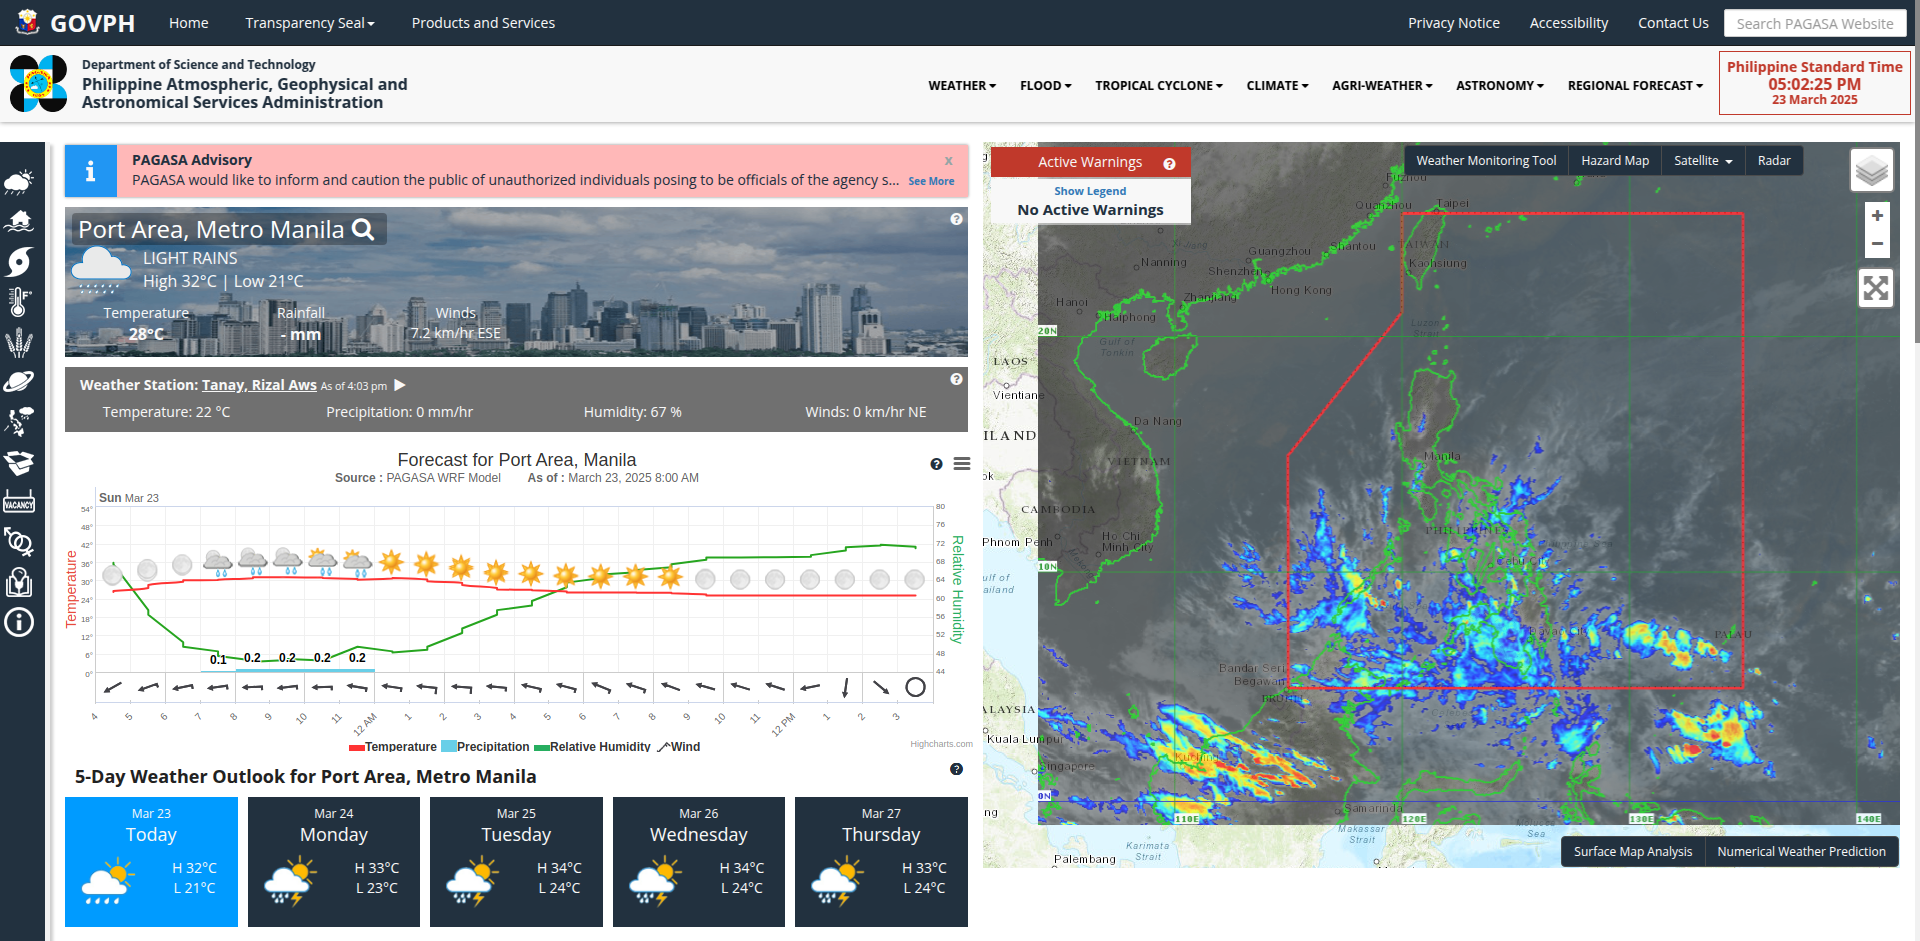 GOVPH
Home
Transparency Seal
Products and Services
Privacy Notice
Accessibility
Contact Us
Search PAGASA Website
Department of Science and Technology
Philippine Atmospheric, Geophysical and
Astronomical Services Administration
WEATHER
FLOOD
TROPICAL CYCLONE
CLIMATE
AGRI-WEATHER
ASTRONOMY
REGIONAL FORECAST
Philippine Standard Time
05:02:25 PM
23 March 2025
VACANCY
PAGASA Advisory
x
PAGASA would like to inform and caution the public of unauthorized individuals posing to be officials of the agency s... See More
Port Area, Metro Manila
LIGHT RAINS
High 32°C | Low 21°C
Temperature
28°C
Rainfall
- mm
Winds
7.2 km/hr ESE
Weather Station: Tanay, Rizal Aws As of 4:03 pm
Temperature: 22 °C
Precipitation: 0 mm/hr
Humidity: 67 %
Winds: 0 km/hr NE
Forecast for Port Area, Manila
Source : PAGASA WRF Model As of : March 23, 2025 8:00 AM
Sun Mar 23
Temperature
54°
48°
42°
36°
30°
24°
18°
12°
6°
0°
Relative Humidity
80
76
72
68
64
60
56
52
48
44
0.1 0.2 0.2 0.2 0.2
4 5 6 7 8 9 10 11 12 AM 1 2 3 4 5 6 7 8 9 10 11 12 PM 1 2 3
Temperature Precipitation Relative Humidity Wind
Highcharts.com
5-Day Weather Outlook for Port Area, Metro Manila
Mar 23
Today
H 32°C
L 21°C
Mar 24
Monday
H 33°C
L 23°C
Mar 25
Tuesday
H 34°C
L 24°C
Mar 26
Wednesday
H 34°C
L 24°C
Mar 27
Thursday
H 33°C
L 24°C
Active Warnings
Show Legend
No Active Warnings
Weather Monitoring Tool
Hazard Map
Satellite
Radar
+
−
Fuzhou
Quanzhou
Taipei
TAIWAN
Kaohsiung
Shantou
Guangzhou
Shenzhen
Hong Kong
Nanning
Zhanjiang
Hanoi
Haiphong
Gulf of
Tonkin
20N
LAOS
Vientiane
Luzon
Da Nang
ILAND
VIETNAM
Manila
ok
CAMBODIA
Phnom Penh
Ho Chi
Minh City
PHILIPPINES
10N
ulf of
ailand
PALAU
Bandar Seri
Begawan
ALAYSIA
Kuala Lumpur
Singapore
Kuching
0N
110E
120E
130E
140E
Samarinda
ng
Makassar
Strait
Karimata
Strait
Palembang
Sea
Surface Map Analysis
Numerical Weather Prediction